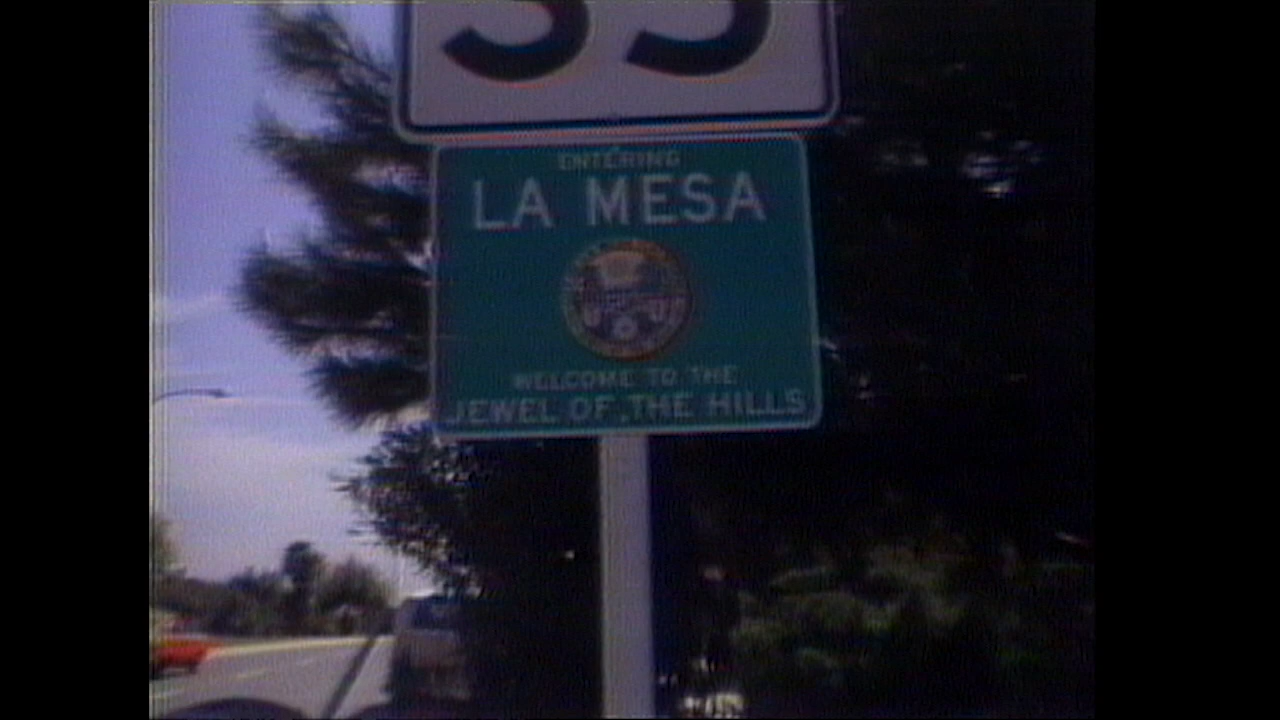 ENTERING
LA MESA
WELCOME TO THE
JEWEL OF THE HILLS